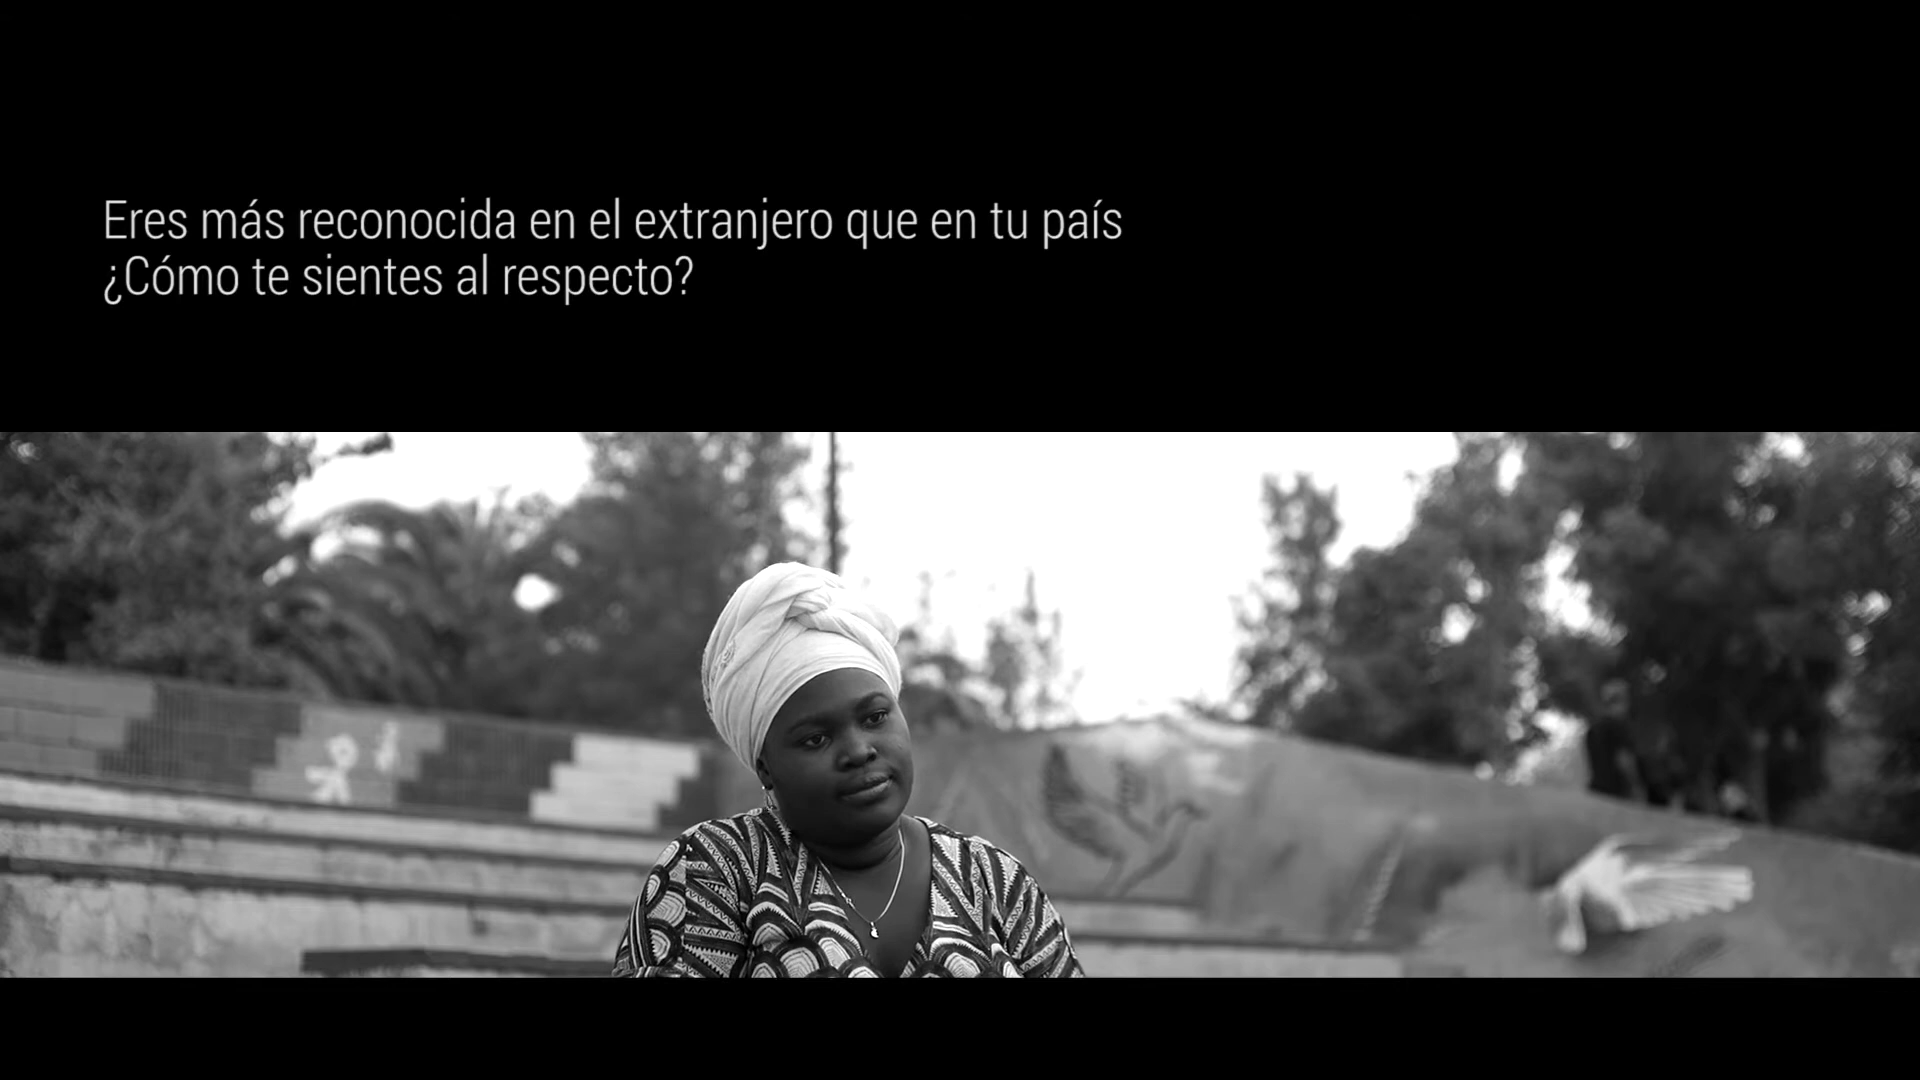 Eres más reconocida en el extranjero que en tu país
¿Cómo te sientes al respecto?